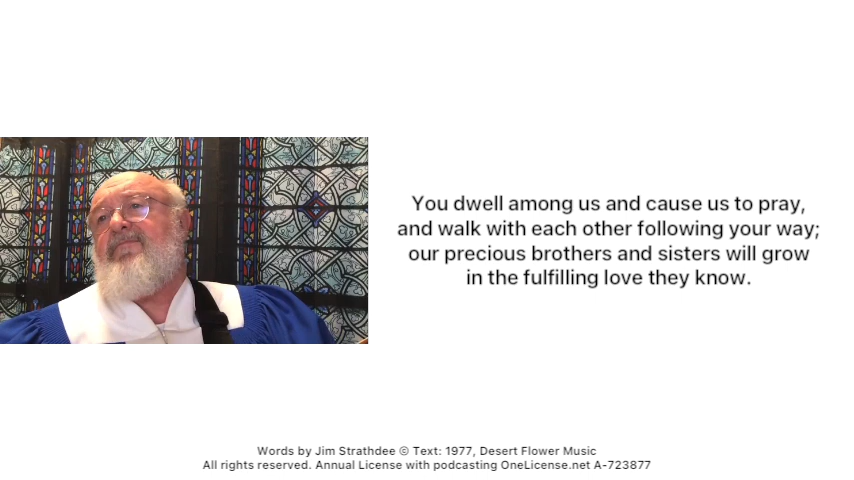 You dwell among us and cause us to pray,
and walk with each other following your way;
our precious brothers and sisters will grow
in the fulfilling love they know.
Words by Jim Strathdee © Text: 1977, Desert Flower Music
All rights reserved. Annual License with podcasting OneLicense.net A-723877